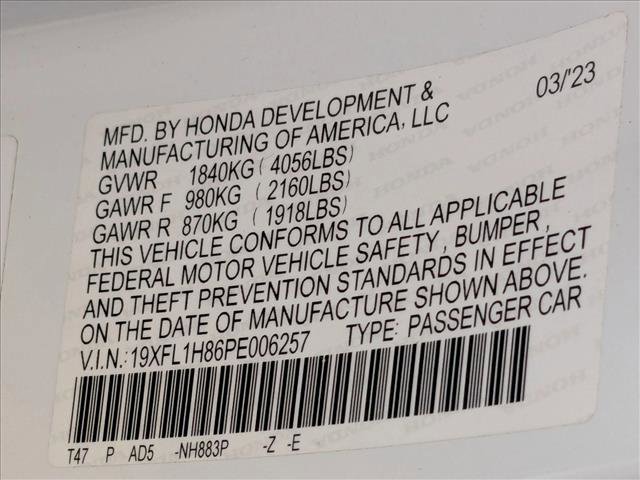 MFD. BY HONDA DEVELOPMENT &
MANUFACTURING OF AMERICA, LLC 03/'23
GVWR 1840KG ( 4056LBS)
GAWR F 980KG ( 2160LBS)
GAWR R 870KG ( 1918LBS)
THIS VEHICLE CONFORMS TO ALL APPLICABLE
FEDERAL MOTOR VEHICLE SAFETY, BUMPER,
AND THEFT PREVENTION STANDARDS IN EFFECT
ON THE DATE OF MANUFACTURE SHOWN ABOVE.
V.I.N.:19XFL1H86PE006257 TYPE: PASSENGER CAR
T47 P AD5 -NH883P -Z -E